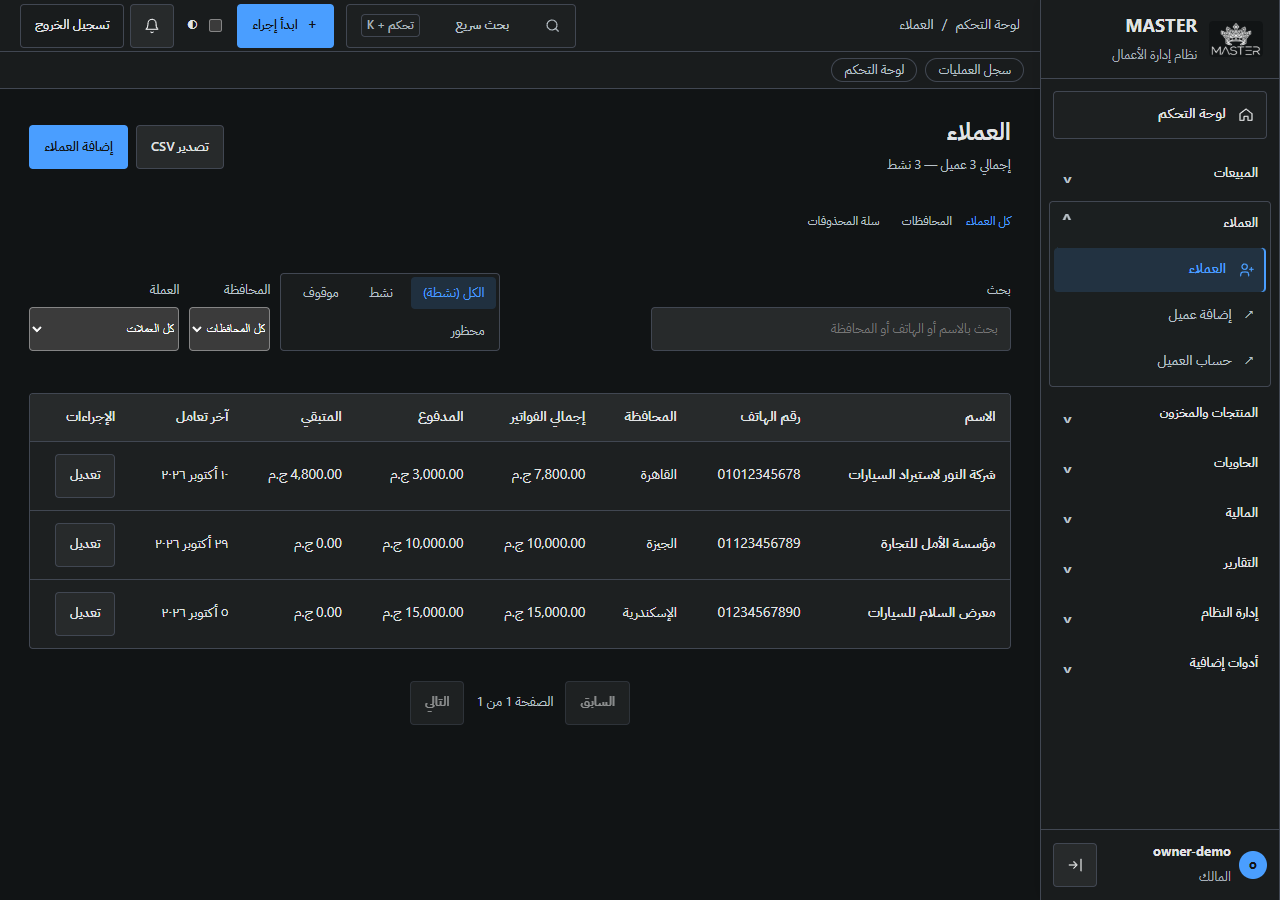 MASTER
نظام إدارة الأعمال
MASTER
لوحة التحكم
المبيعات
العملاء
العملاء
إضافة عميل
حساب العميل
المنتجات والمخزون
الحاويات
المالية
التقارير
إدارة النظام
أدوات إضافية
owner-demo
المالك
o
لوحة التحكم / العملاء
بحث سريع
تحكم + K
+ ابدأ إجراء
تسجيل الخروج
سجل العمليات
لوحة التحكم
العملاء
إجمالي 3 عميل — 3 نشط
تصدير CSV
إضافة العملاء
كل العملاء
المحافظات
سلة المحذوفات
بحث
بحث بالاسم أو الهاتف أو المحافظة
الكل (نشطة)
نشط
موقوف
محظور
المحافظة
كل المحافظات
العملة
كل العملات
الاسم رقم الهاتف المحافظة إجمالي الفواتير المدفوع المتبقي آخر تعامل الإجراءات
شركة النور لاستيراد السيارات 01012345678 القاهرة 7,800.00 ج.م 3,000.00 ج.م 4,800.00 ج.م ١٠ أكتوبر ٢٠٢٦ تعديل
مؤسسة الأمل للتجارة 01123456789 الجيزة 10,000.00 ج.م 10,000.00 ج.م 0.00 ج.م ٢٩ أكتوبر ٢٠٢٦ تعديل
معرض السلام للسيارات 01234567890 الإسكندرية 15,000.00 ج.م 15,000.00 ج.م 0.00 ج.م ٥ أكتوبر ٢٠٢٦ تعديل
السابق
الصفحة 1 من 1
التالي